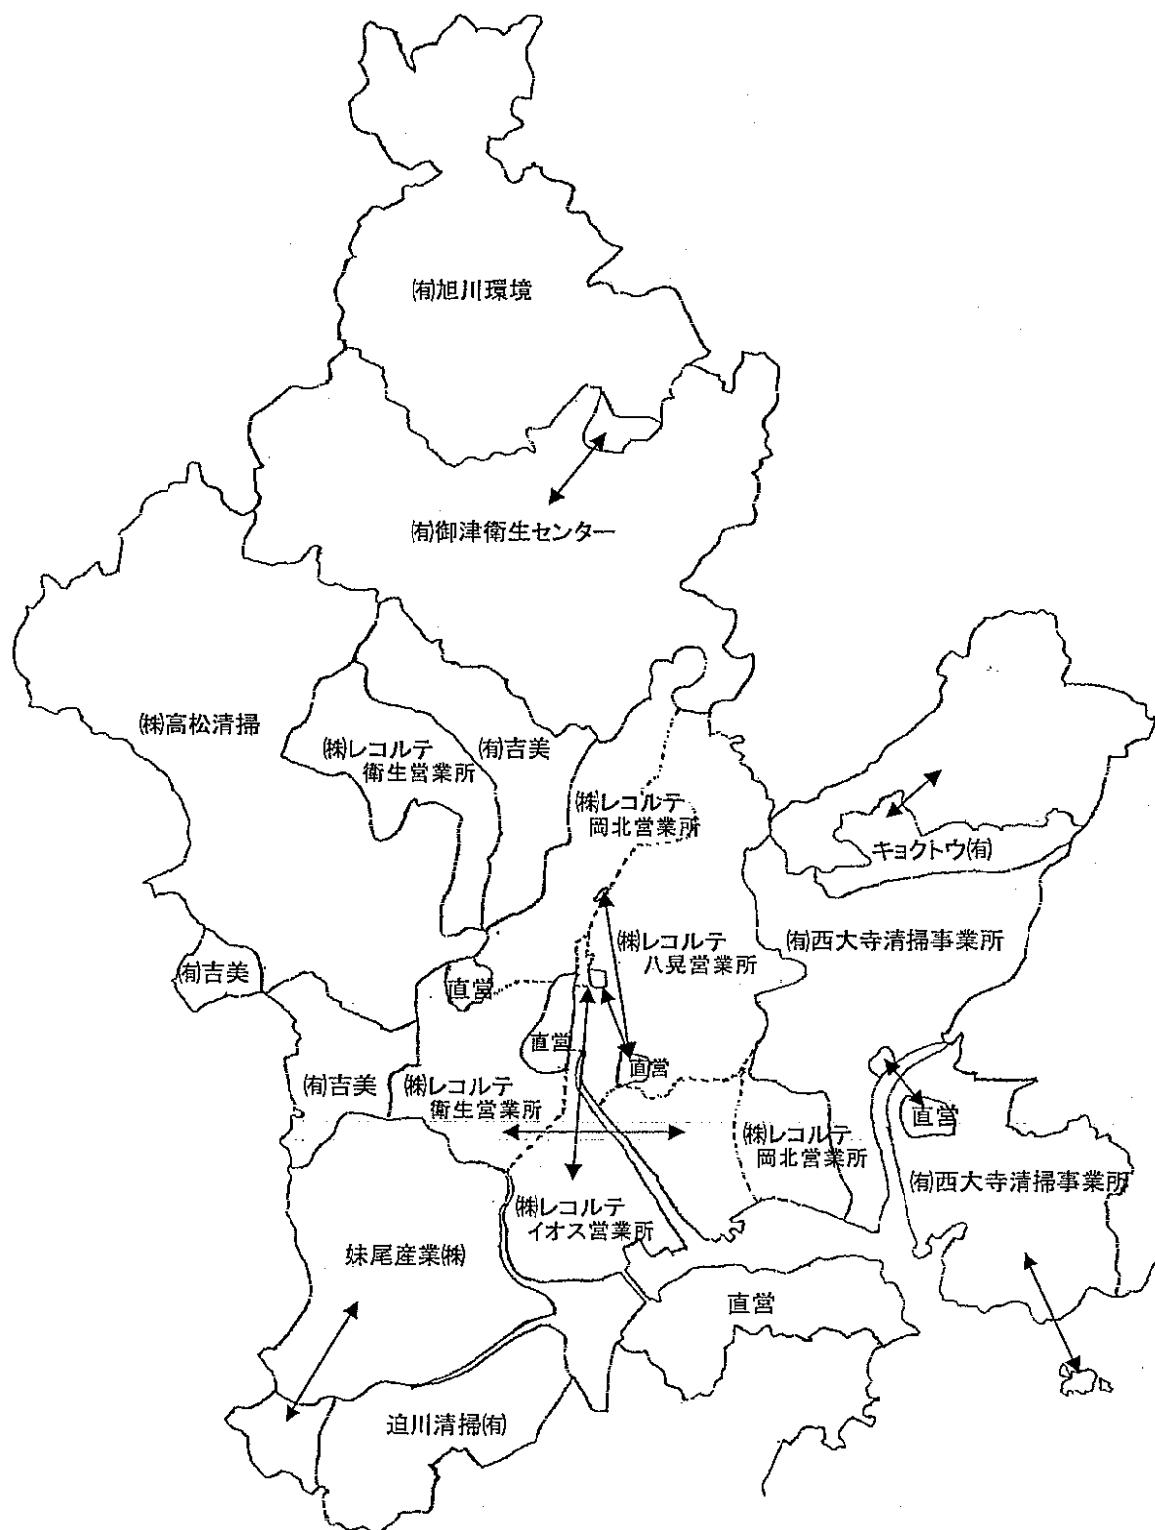 ㈲旭川環境
㈲御津衛生センター
㈱高松清掃
㈱レコルテ
衛生営業所
㈲吉美
㈱レコルテ
岡北営業所
キョクトウ㈲
㈱レコルテ
八晃営業所
㈲西大寺清掃事業所
㈲吉美
直営
直営
直営
㈲吉美
㈱レコルテ
衛生営業所
直営
㈱レコルテ
岡北営業所
㈲西大寺清掃事業所
㈱レコルテ
イオス営業所
妹尾産業㈱
直営
迫川清掃㈲